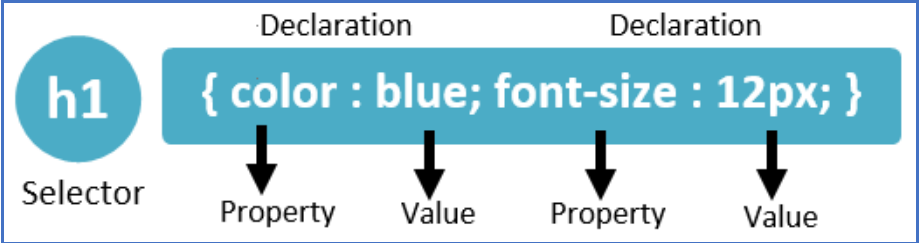 Declaration Declaration
h1 { color : blue; font-size : 12px; }
Selector
Property Value Property Value